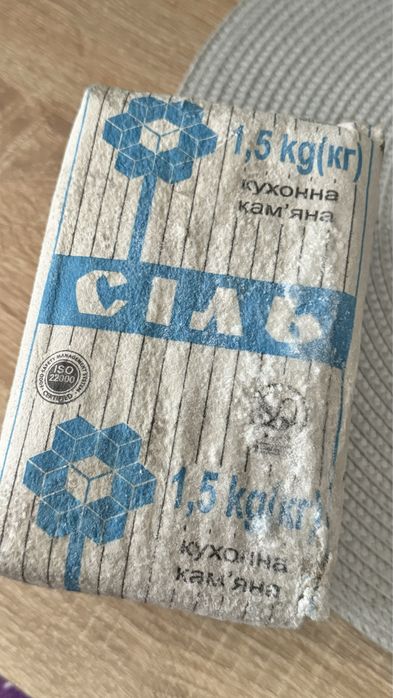 1,5 kg(кг)
кухонна
кам'яна
СІЛЬ
ISO
22000
CERTIFIED
1,5 kg(кг)
кухонна
кам'яна